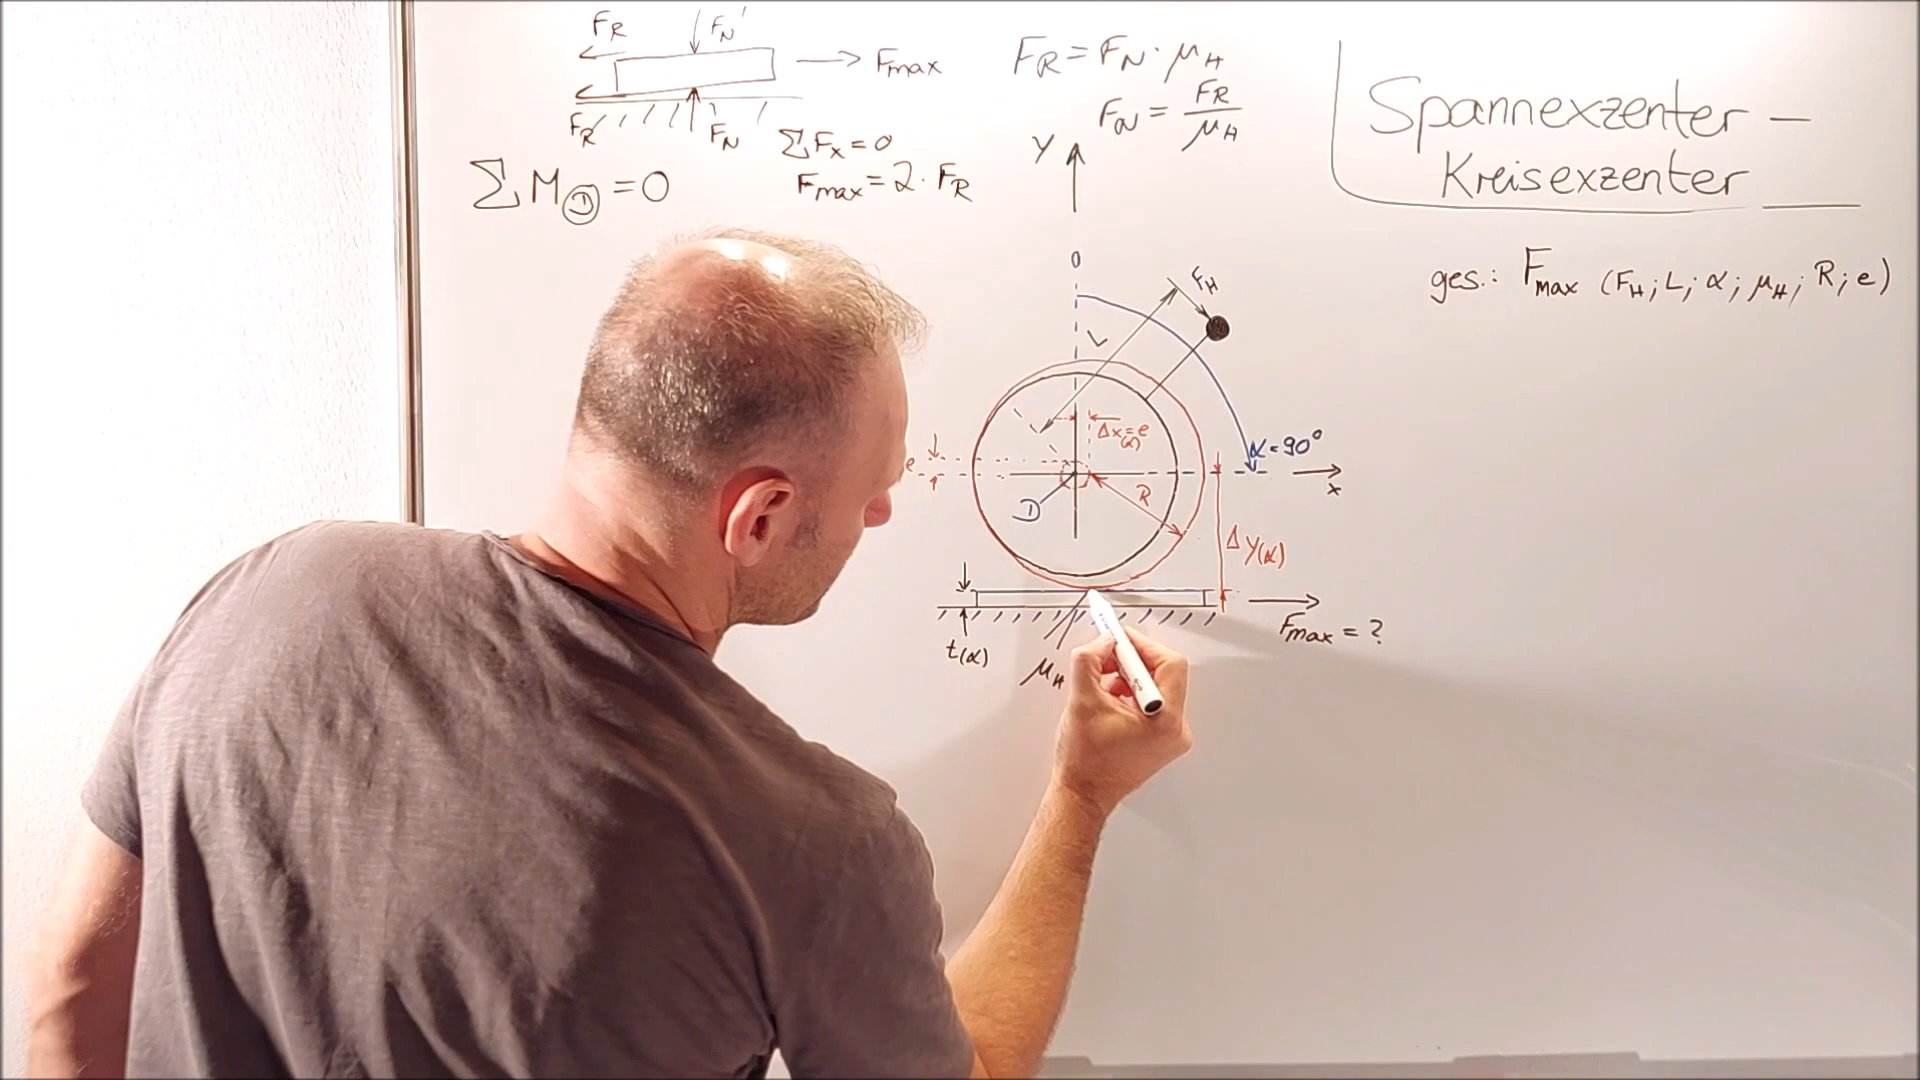 F_R
F_N'
F_max
F_R
F_N
ΣF_x = 0
F_max = 2 · F_R
ΣM_D = 0
F_R = F_N · μ_H
F_N = F_R / μ_H
Spannexzenter –
Kreisexzenter
ges.: F_max (F_H; L; α; μ_H; R; e)
y
0
F_H
L
Δx = e
(α)
α = 90°
e
x
D
R
Δy(α)
F_max = ?
t(α)
μ_H